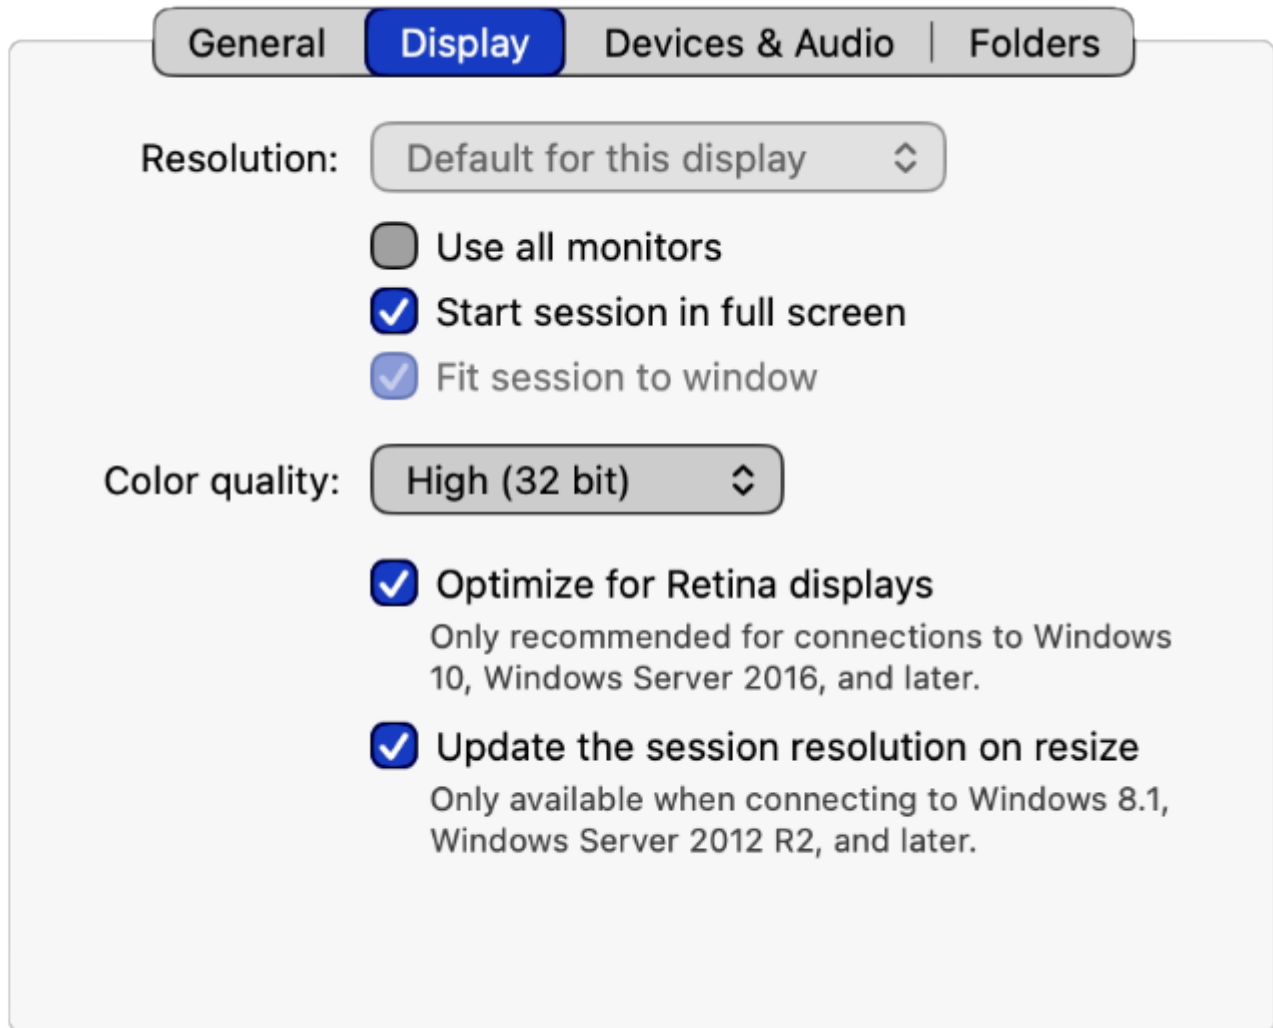 General Display Devices & Audio Folders
Resolution: Default for this display
Use all monitors
Start session in full screen
Fit session to window
Color quality: High (32 bit)
Optimize for Retina displays
Only recommended for connections to Windows
10, Windows Server 2016, and later.
Update the session resolution on resize
Only available when connecting to Windows 8.1,
Windows Server 2012 R2, and later.